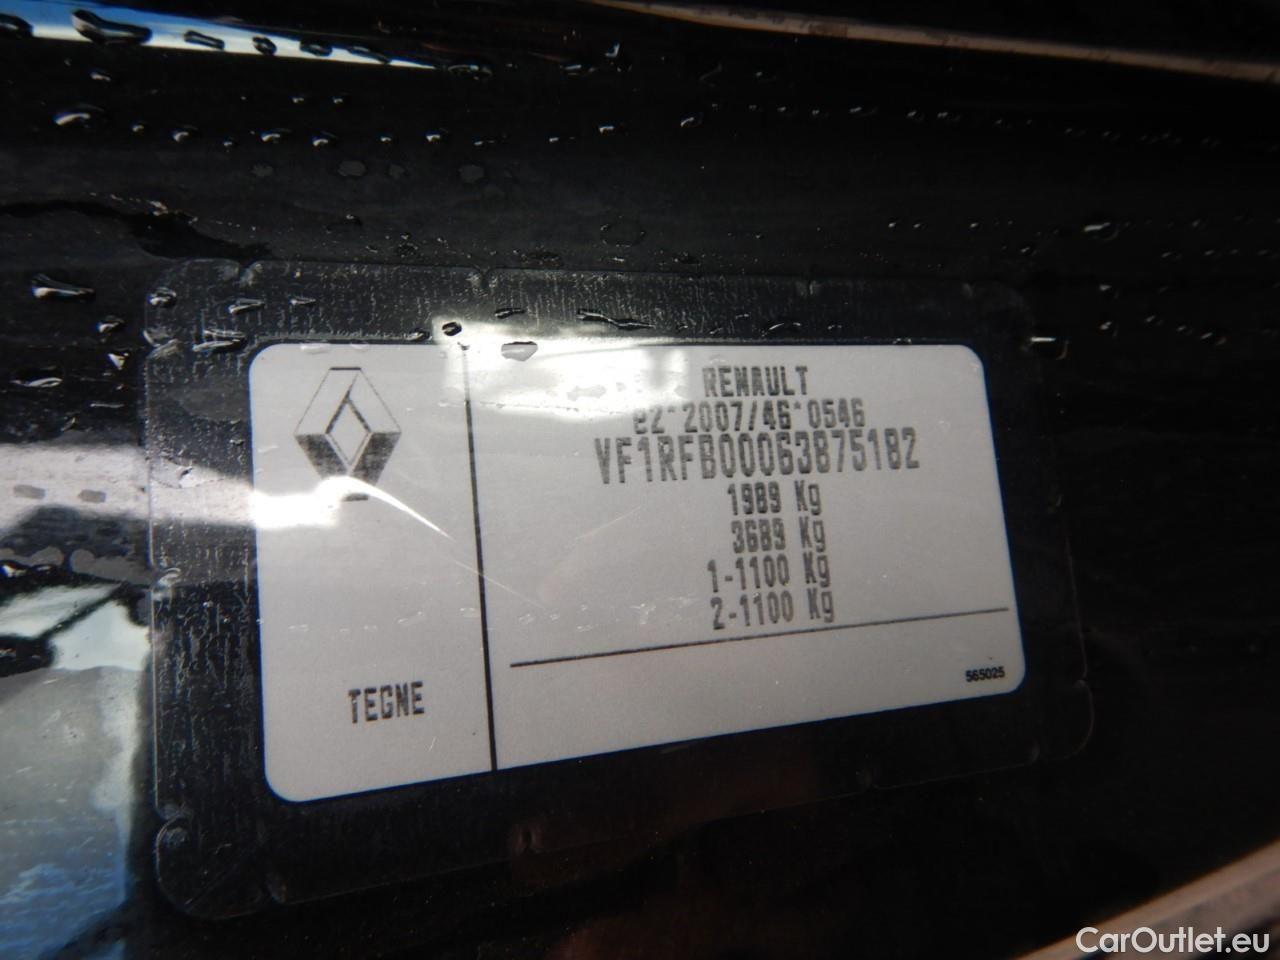 RENAULT
e2*2007/46*0546
VF1RFB00063875182
1989 Kg
3689 Kg
1-1100 Kg
2-1100 Kg
565025
TEGNE
CarOutlet.eu